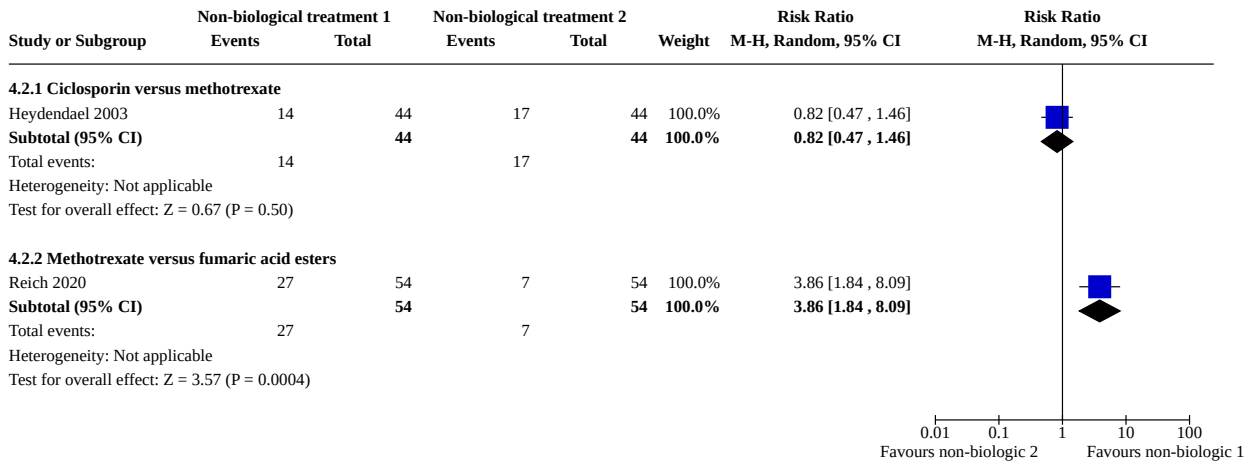 Non-biological treatment 1 Non-biological treatment 2 Risk Ratio Risk Ratio
Study or Subgroup Events Total Events Total Weight M-H, Random, 95% CI M-H, Random, 95% CI
4.2.1 Ciclosporin versus methotrexate
Heydendael 2003 14 44 17 44 100.0% 0.82 [0.47 , 1.46]
Subtotal (95% CI) 44 44 100.0% 0.82 [0.47 , 1.46]
Total events: 14 17
Heterogeneity: Not applicable
Test for overall effect: Z = 0.67 (P = 0.50)
4.2.2 Methotrexate versus fumaric acid esters
Reich 2020 27 54 7 54 100.0% 3.86 [1.84 , 8.09]
Subtotal (95% CI) 54 54 100.0% 3.86 [1.84 , 8.09]
Total events: 27 7
Heterogeneity: Not applicable
Test for overall effect: Z = 3.57 (P = 0.0004)
0.01 0.1 1 10 100
Favours non-biologic 2 Favours non-biologic 1